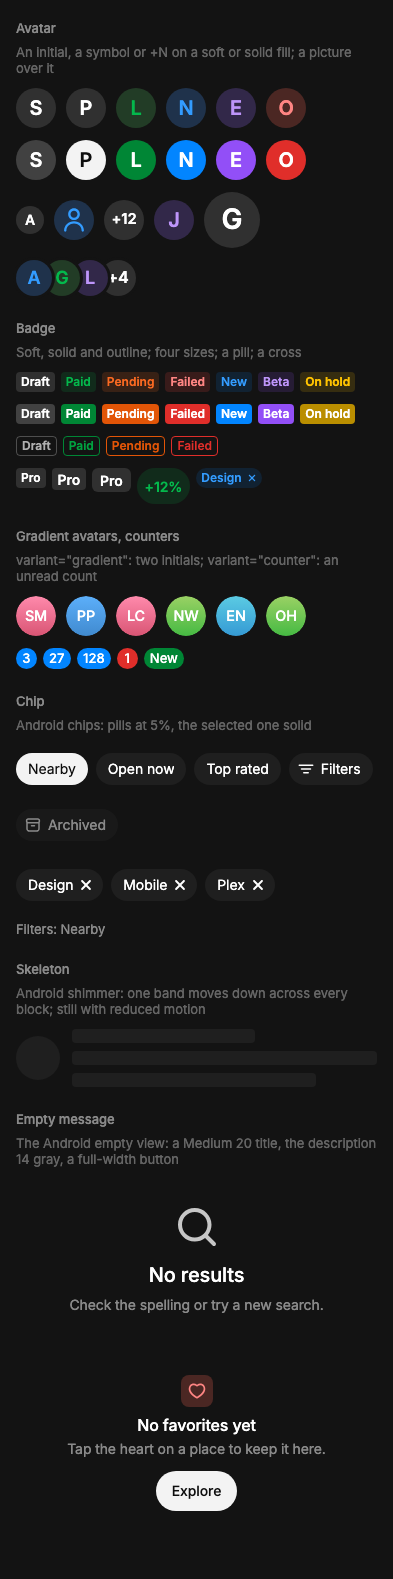 Avatar
An initial, a symbol or +N on a soft or solid fill; a picture
over it
S P L N E O
S P L N E O
A +12 J G
A G L +4
Badge
Soft, solid and outline; four sizes; a pill; a cross
Draft Paid Pending Failed New Beta On hold
Draft Paid Pending Failed New Beta On hold
Draft Paid Pending Failed
Pro Pro Pro +12% Design ×
Gradient avatars, counters
variant="gradient": two initials; variant="counter": an
unread count
SM PP LC NW EN OH
3 27 128 1 New
Chip
Android chips: pills at 5%, the selected one solid
Nearby Open now Top rated Filters
Archived
Design Mobile Plex
Filters: Nearby
Skeleton
Android shimmer: one band moves down across every
block; still with reduced motion
Empty message
The Android empty view: a Medium 20 title, the description
14 gray, a full-width button
No results
Check the spelling or try a new search.
No favorites yet
Tap the heart on a place to keep it here.
Explore